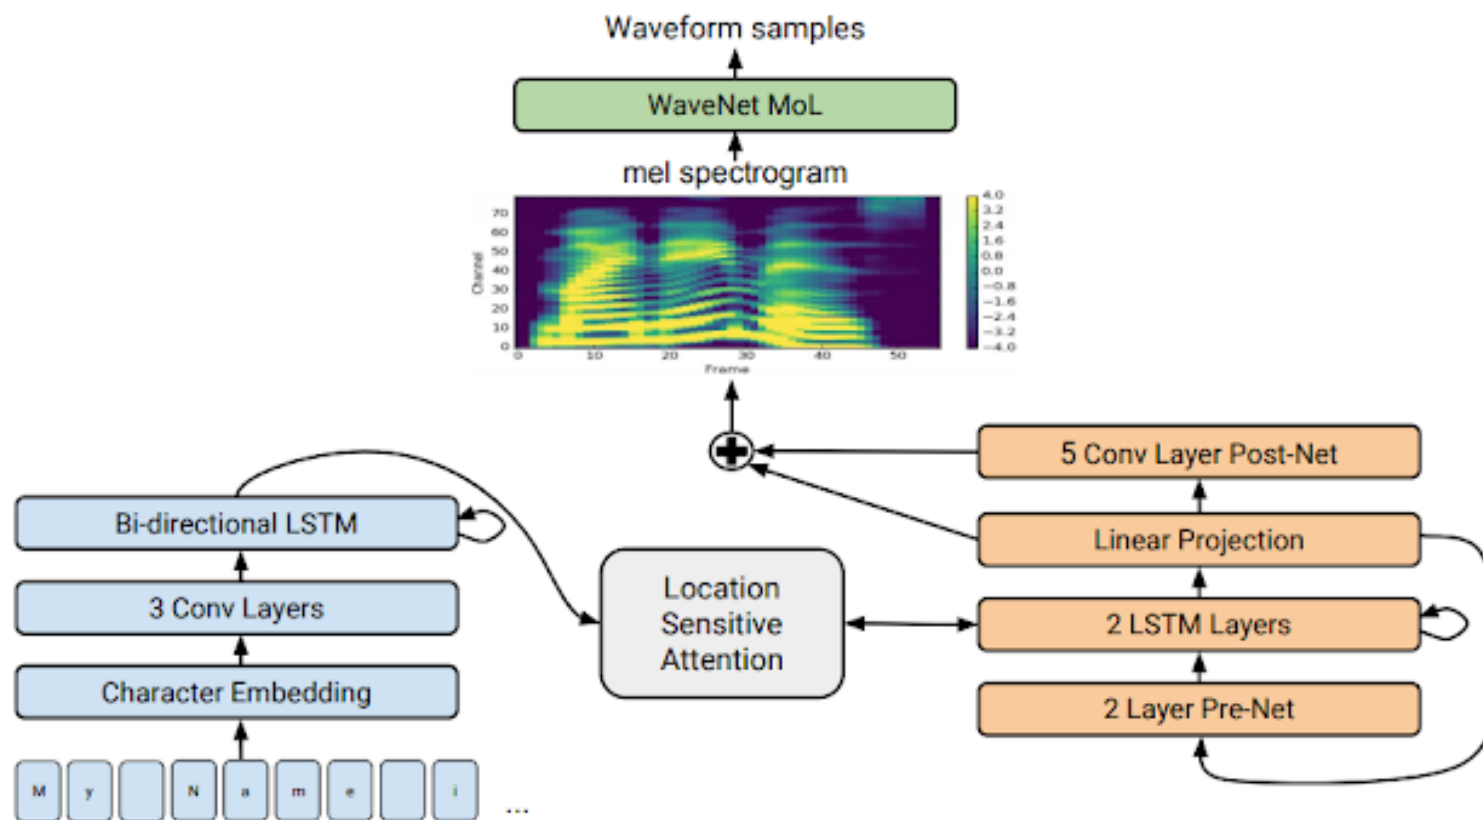 Waveform samples
WaveNet MoL
mel spectrogram
70
60
50
40
30
20
10
0
Channel
0 10 20 30 40 50
Frame
4.0
3.2
2.4
1.6
0.8
0.0
−0.8
−1.6
−2.4
−3.2
−4.0
5 Conv Layer Post-Net
Linear Projection
2 LSTM Layers
2 Layer Pre-Net
Location
Sensitive
Attention
Bi-directional LSTM
3 Conv Layers
Character Embedding
M y N a m e i ...